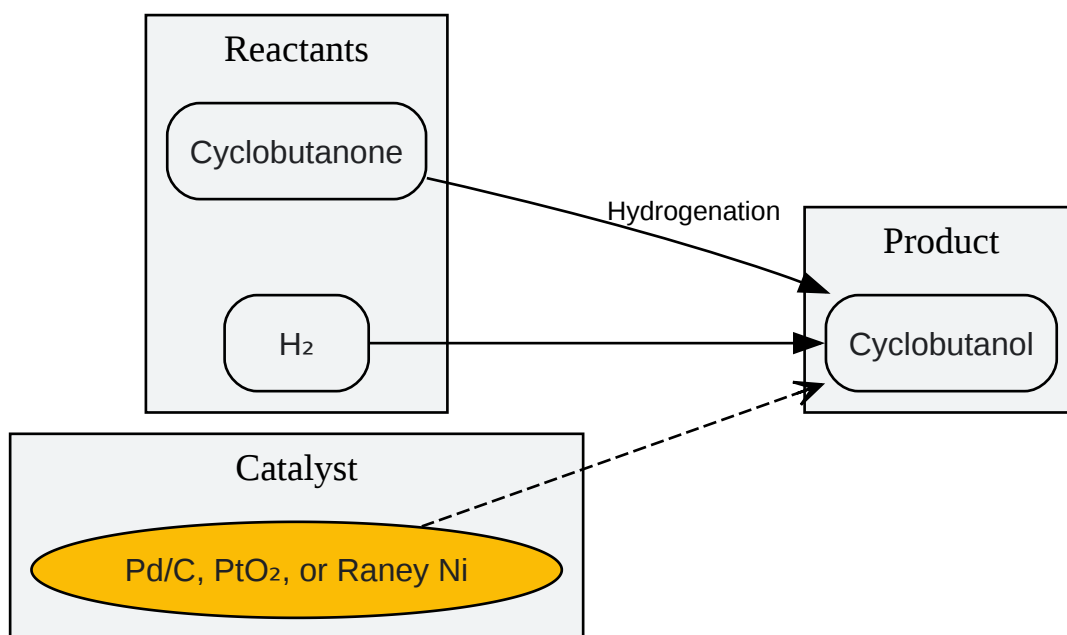 Reactants
Cyclobutanone
Hydrogenation
Product
H₂
Cyclobutanol
Catalyst
Pd/C, PtO₂, or Raney Ni